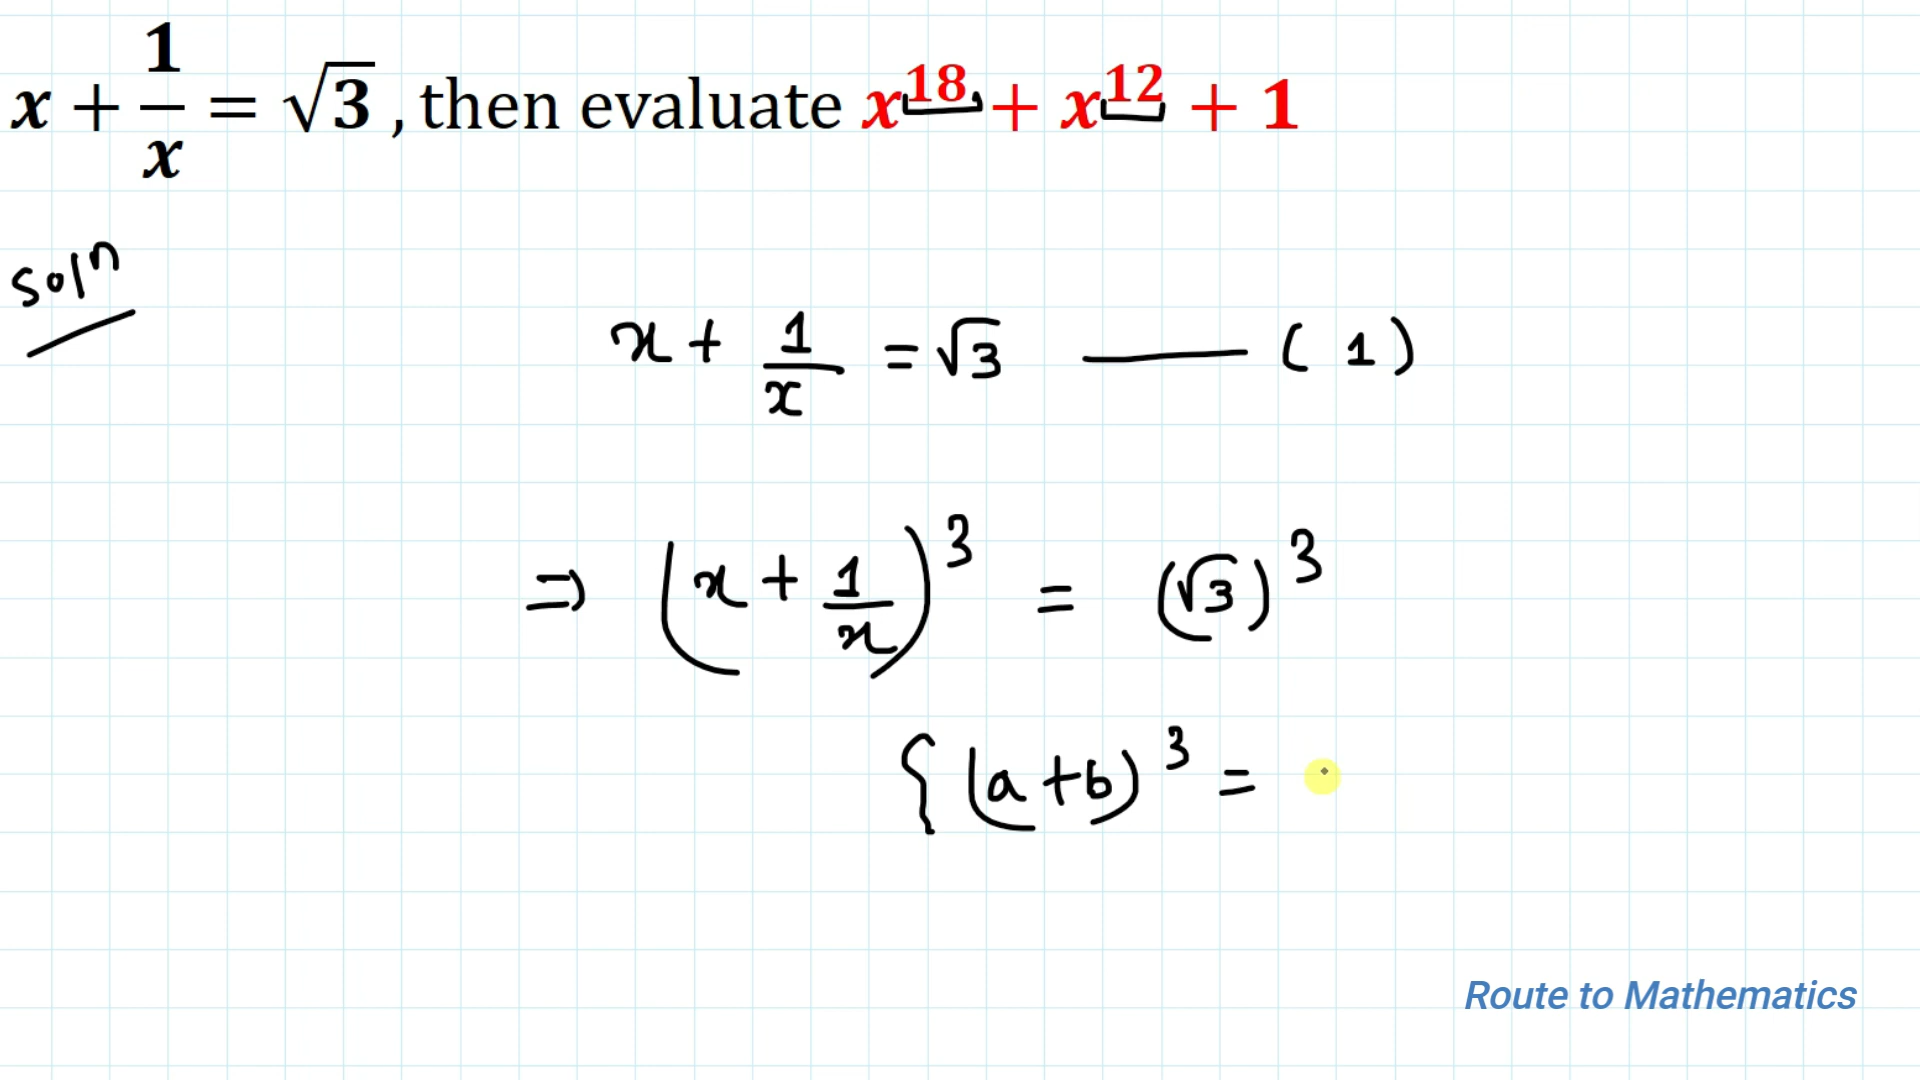 x + 1/x = √3 , then evaluate x^18 + x^12 + 1
solⁿ
x + 1/x = √3 —— (1)
⇒ (x + 1/x)^3 = (√3)^3
{ (a+b)^3 =
Route to Mathematics